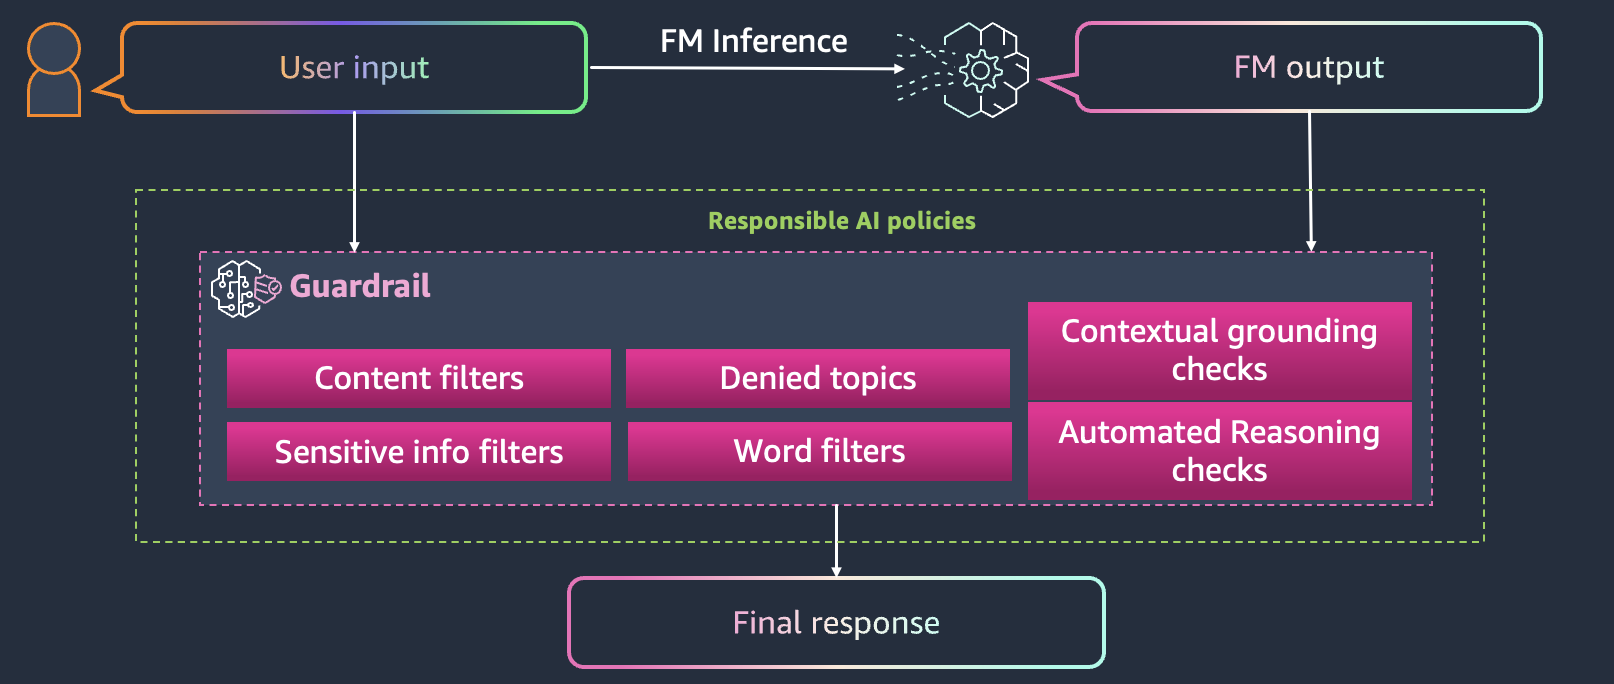 User input
FM Inference
FM output
Responsible AI policies
Guardrail
Content filters
Denied topics
Contextual grounding
checks
Sensitive info filters
Word filters
Automated Reasoning
checks
Final response